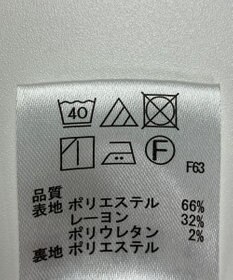 40
F
F63
品質
表地 ポリエステル 66%
レーヨン 32%
ポリウレタン 2%
裏地 ポリエステル